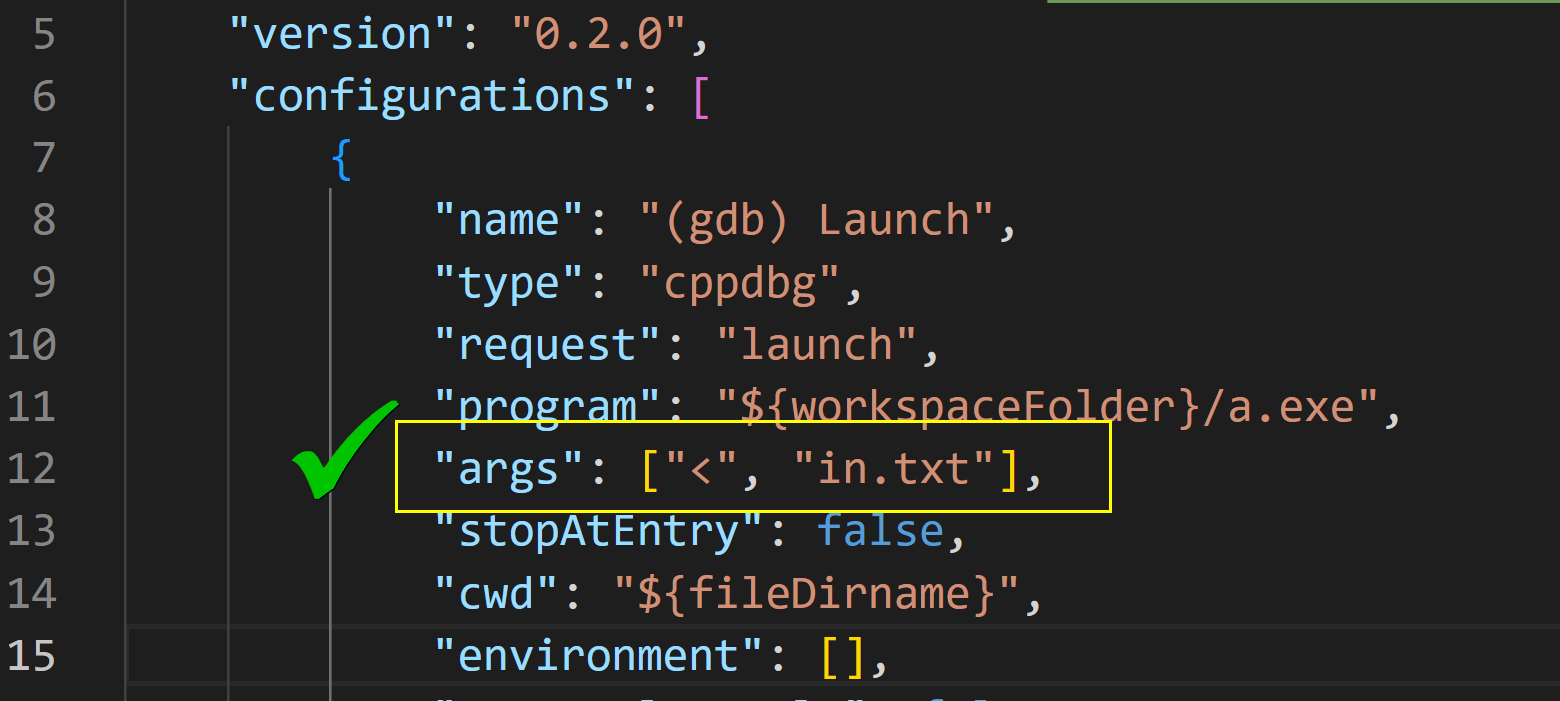 5 "version": "0.2.0",
6 "configurations": [
7 {
8 "name": "(gdb) Launch",
9 "type": "cppdbg",
10 "request": "launch",
11 "program": "${workspaceFolder}/a.exe",
12 "args": ["<", "in.txt"],
13 "stopAtEntry": false,
14 "cwd": "${fileDirname}",
15 "environment": [],